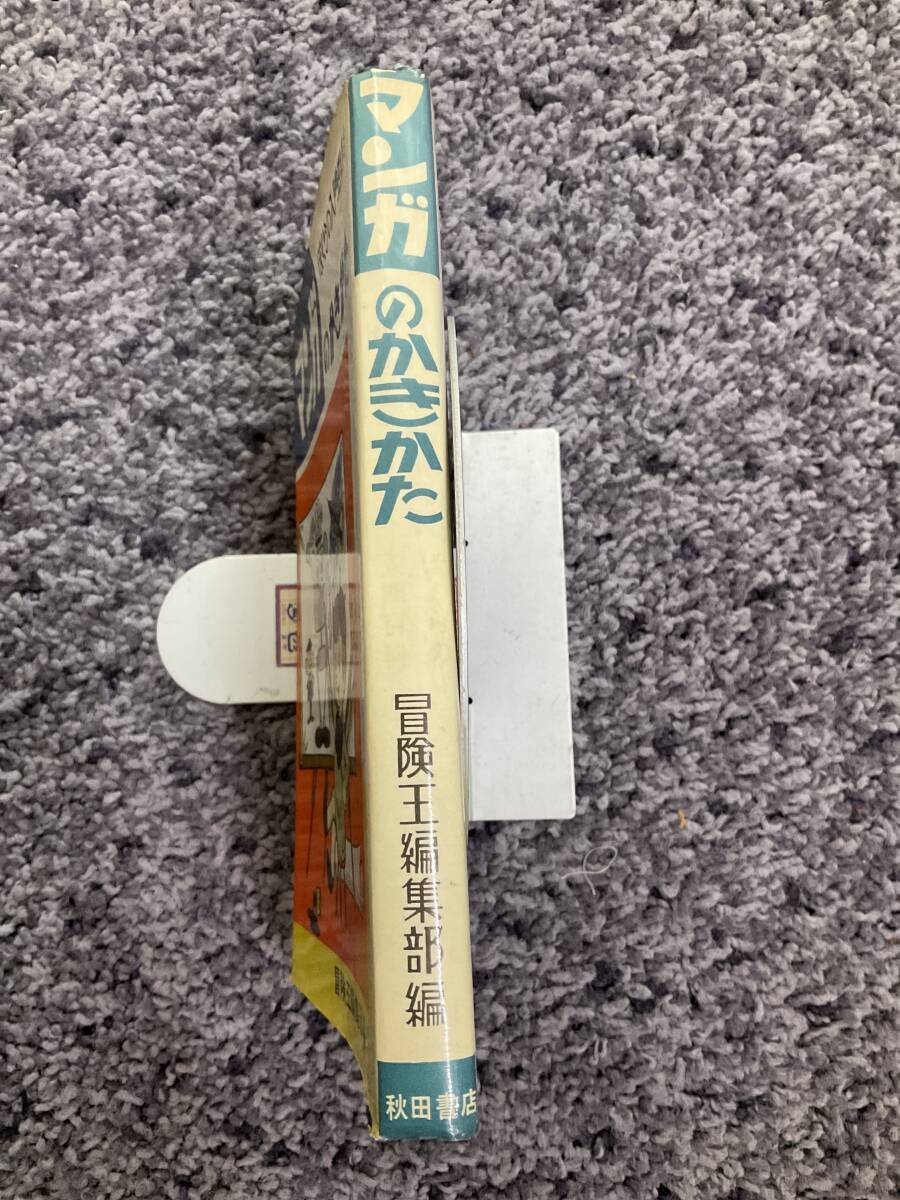 マンガのかきかた
冒険王編集部編
秋田書店